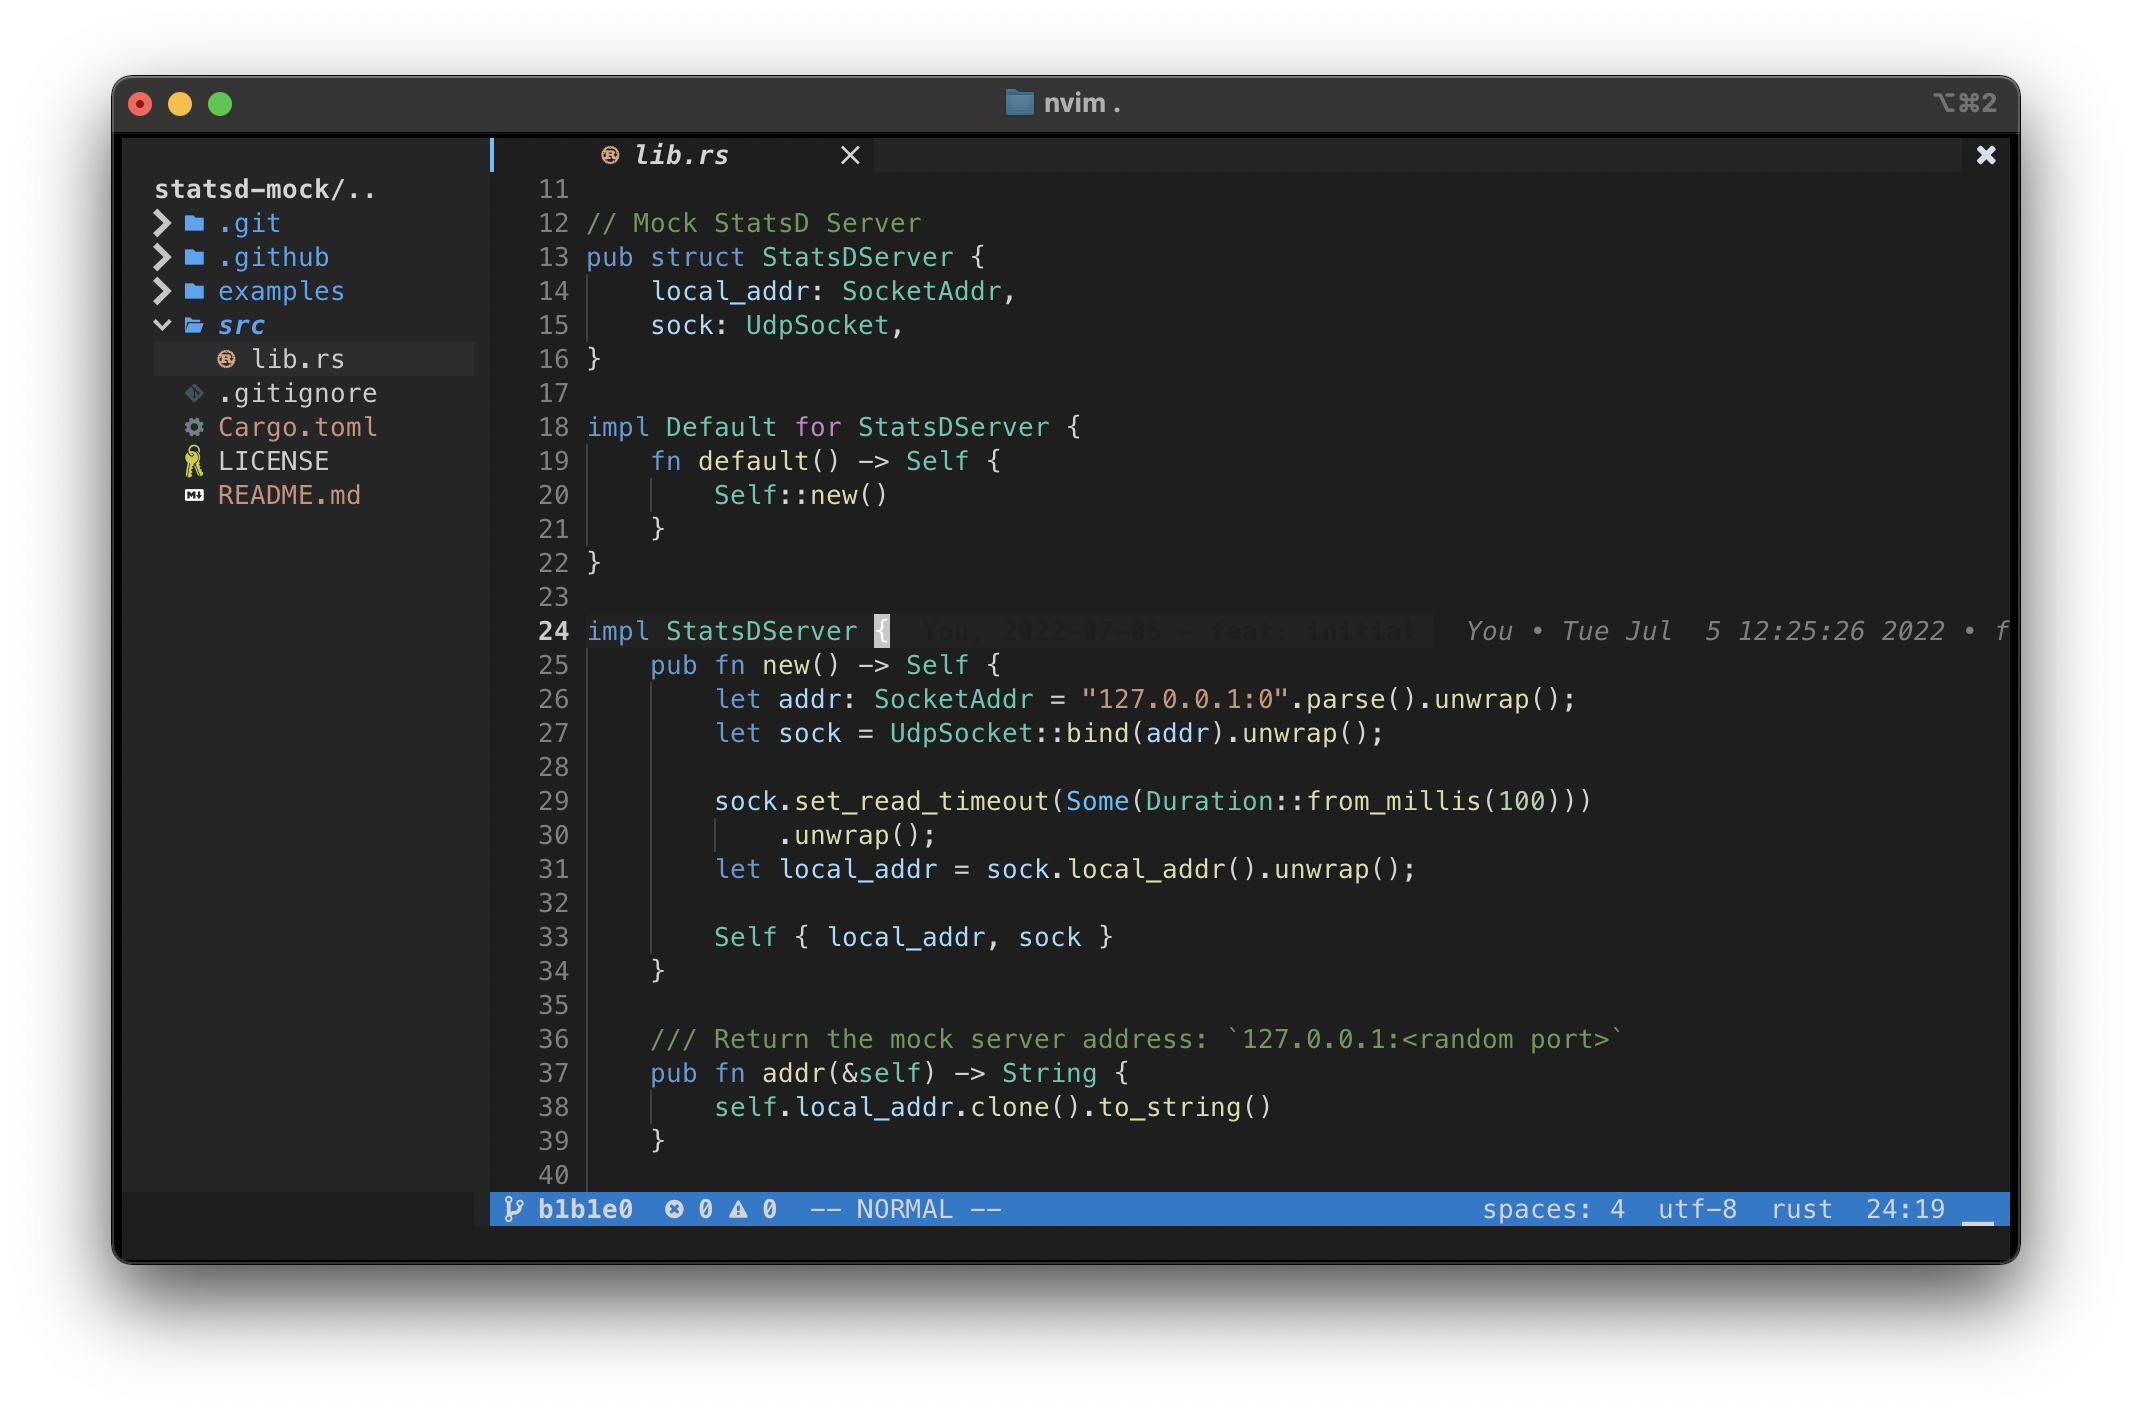 nvim .
⌥⌘2
lib.rs
statsd-mock/..
.git
.github
examples
src
lib.rs
.gitignore
Cargo.toml
LICENSE
README.md
11
12 // Mock StatsD Server
13 pub struct StatsDServer {
14     local_addr: SocketAddr,
15     sock: UdpSocket,
16 }
17
18 impl Default for StatsDServer {
19     fn default() -> Self {
20         Self::new()
21     }
22 }
23
24 impl StatsDServer { You, 2022-07-05 - feat: initial You • Tue Jul  5 12:25:26 2022 • f
25     pub fn new() -> Self {
26         let addr: SocketAddr = "127.0.0.1:0".parse().unwrap();
27         let sock = UdpSocket::bind(addr).unwrap();
28
29         sock.set_read_timeout(Some(Duration::from_millis(100)))
30             .unwrap();
31         let local_addr = sock.local_addr().unwrap();
32
33         Self { local_addr, sock }
34     }
35
36     /// Return the mock server address: `127.0.0.1:<random port>`
37     pub fn addr(&self) -> String {
38         self.local_addr.clone().to_string()
39     }
40
b1b1e0 0 0 -- NORMAL -- spaces: 4 utf-8 rust 24:19